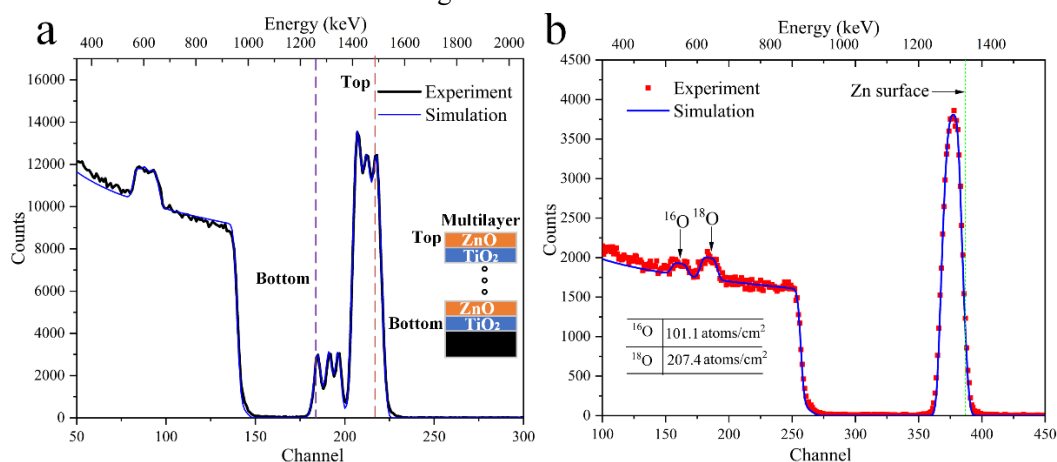 a
Energy (keV)
400 600 800 1000 1200 1400 1600 1800 2000
16000
14000
12000
10000
8000
6000
4000
2000
0
Counts
Top
Experiment
Simulation
Bottom
Multilayer
Top
ZnO
TiO₂
ZnO
Bottom
TiO₂
50 100 150 200 250 300
Channel
b
Energy (keV)
400 600 800 1000 1200 1400
4500
4000
3500
3000
2500
2000
1500
1000
500
0
Counts
Zn surface
Experiment
Simulation
¹⁶O
¹⁸O
¹⁶O 101.1 atoms/cm²
¹⁸O 207.4 atoms/cm²
100 150 200 250 300 350 400 450
Channel